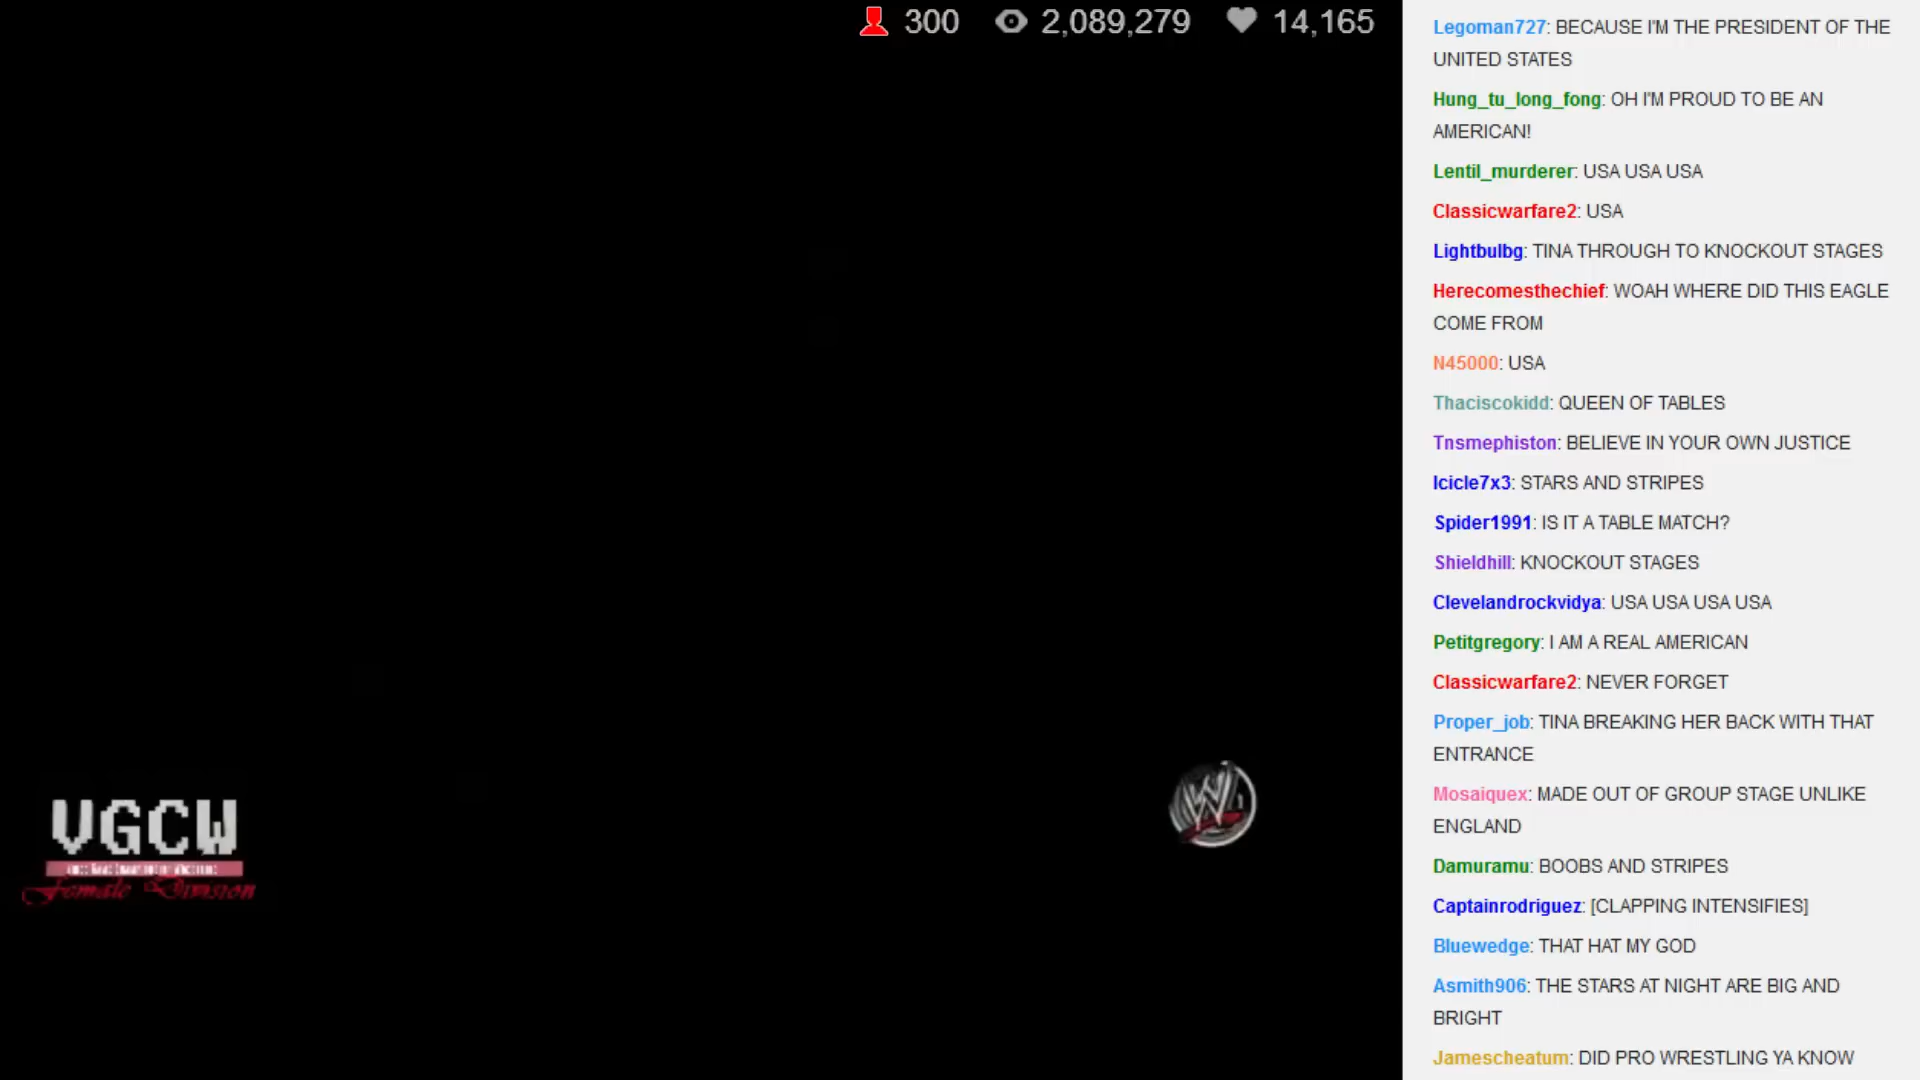 300 2,089,279 14,165
Legoman727: BECAUSE I'M THE PRESIDENT OF THE
UNITED STATES
Hung_tu_long_fong: OH I'M PROUD TO BE AN
AMERICAN!
Lentil_murderer: USA USA USA
Classicwarfare2: USA
Lightbulbg: TINA THROUGH TO KNOCKOUT STAGES
Herecomesthechief: WOAH WHERE DID THIS EAGLE
COME FROM
N45000: USA
Thaciscokidd: QUEEN OF TABLES
Tnsmephiston: BELIEVE IN YOUR OWN JUSTICE
Icicle7x3: STARS AND STRIPES
Spider1991: IS IT A TABLE MATCH?
Shieldhill: KNOCKOUT STAGES
Clevelandrockvidya: USA USA USA USA
Petitgregory: I AM A REAL AMERICAN
Classicwarfare2: NEVER FORGET
Proper_job: TINA BREAKING HER BACK WITH THAT
ENTRANCE
Mosaiquex: MADE OUT OF GROUP STAGE UNLIKE
ENGLAND
Damuramu: BOOBS AND STRIPES
Captainrodriguez: [CLAPPING INTENSIFIES]
Bluewedge: THAT HAT MY GOD
Asmith906: THE STARS AT NIGHT ARE BIG AND
BRIGHT
Jamescheatum: DID PRO WRESTLING YA KNOW
VGCW
Female Division
W